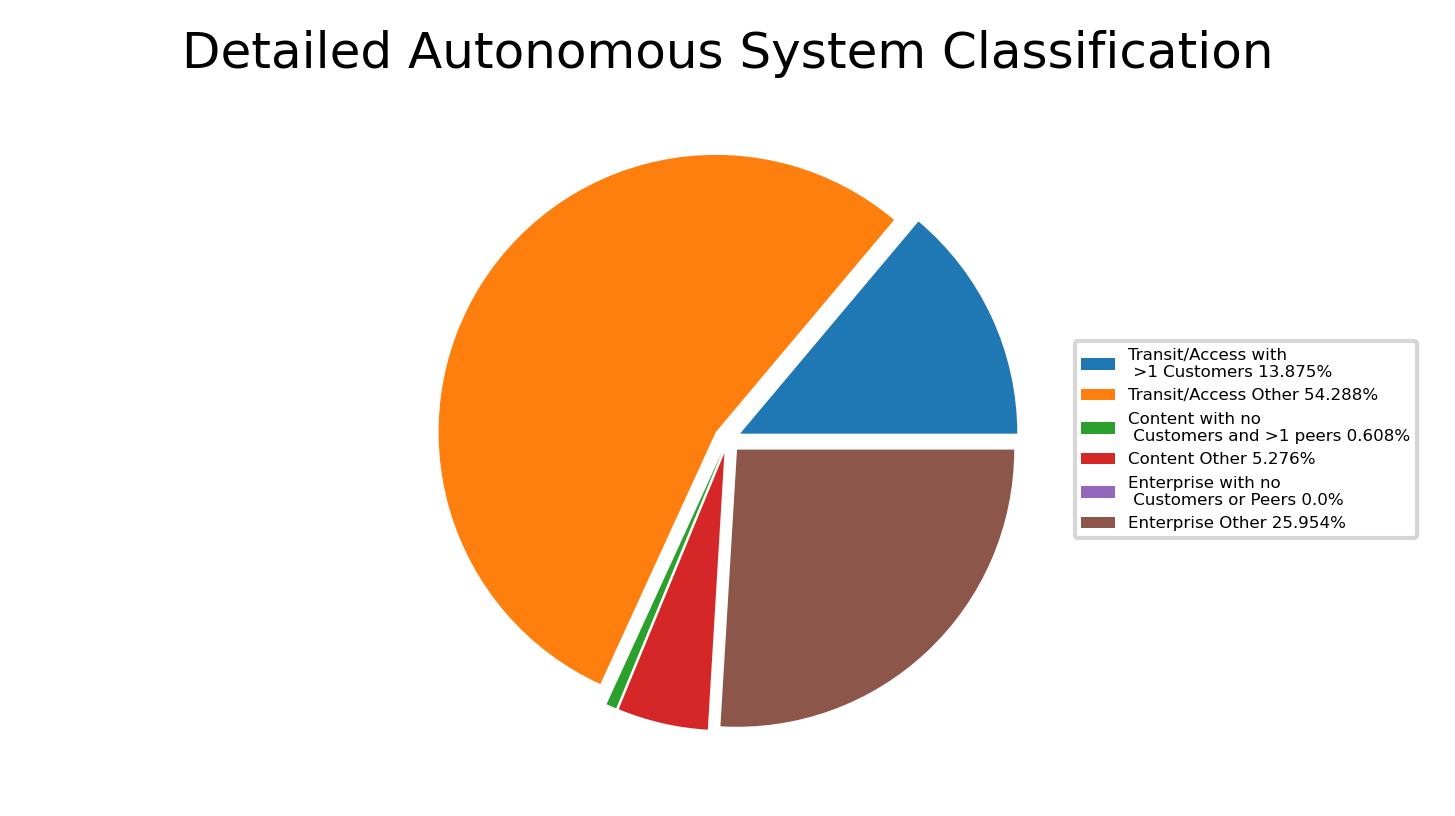 Detailed Autonomous System Classification
Transit/Access with
>1 Customers 13.875%
Transit/Access Other 54.288%
Content with no
Customers and >1 peers 0.608%
Content Other 5.276%
Enterprise with no
Customers or Peers 0.0%
Enterprise Other 25.954%